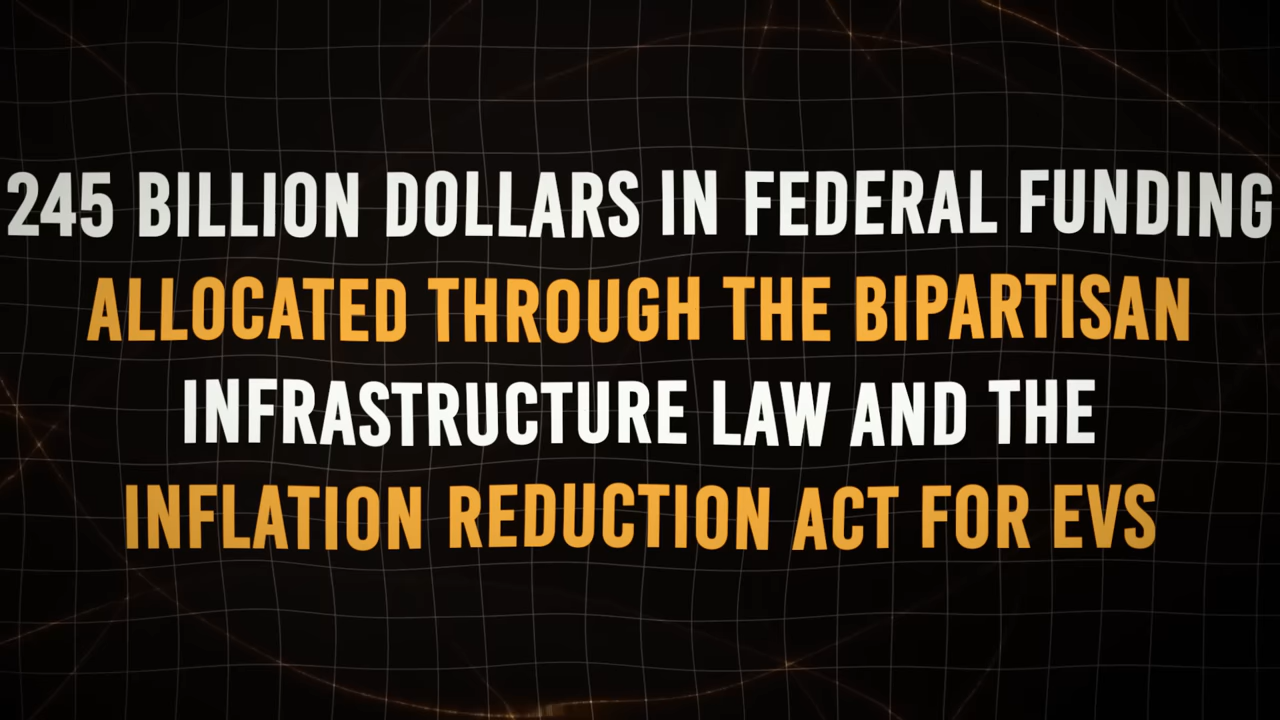 245 BILLION DOLLARS IN FEDERAL FUNDING
ALLOCATED THROUGH THE BIPARTISAN
INFRASTRUCTURE LAW AND THE
INFLATION REDUCTION ACT FOR EVS